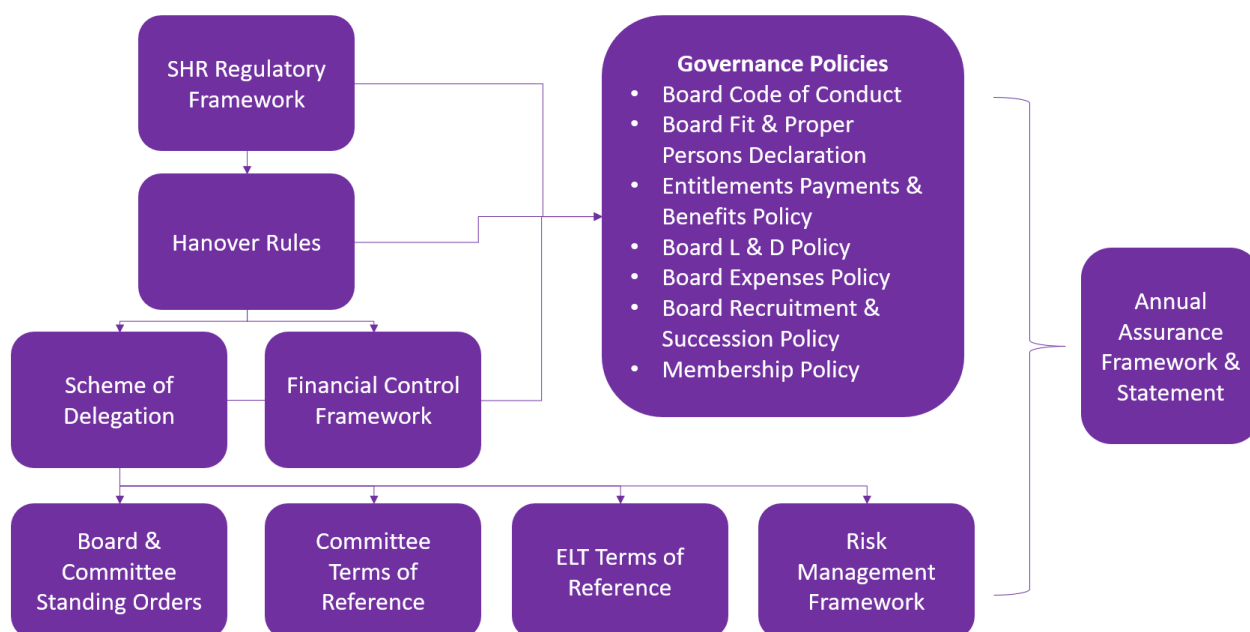 SHR Regulatory
Framework
Hanover Rules
Scheme of
Delegation
Financial Control
Framework
Board &
Committee
Standing Orders
Committee
Terms of
Reference
ELT Terms of
Reference
Risk
Management
Framework
Governance Policies
• Board Code of Conduct
• Board Fit & Proper
Persons Declaration
• Entitlements Payments &
Benefits Policy
• Board L & D Policy
• Board Expenses Policy
• Board Recruitment &
Succession Policy
• Membership Policy
Annual
Assurance
Framework &
Statement